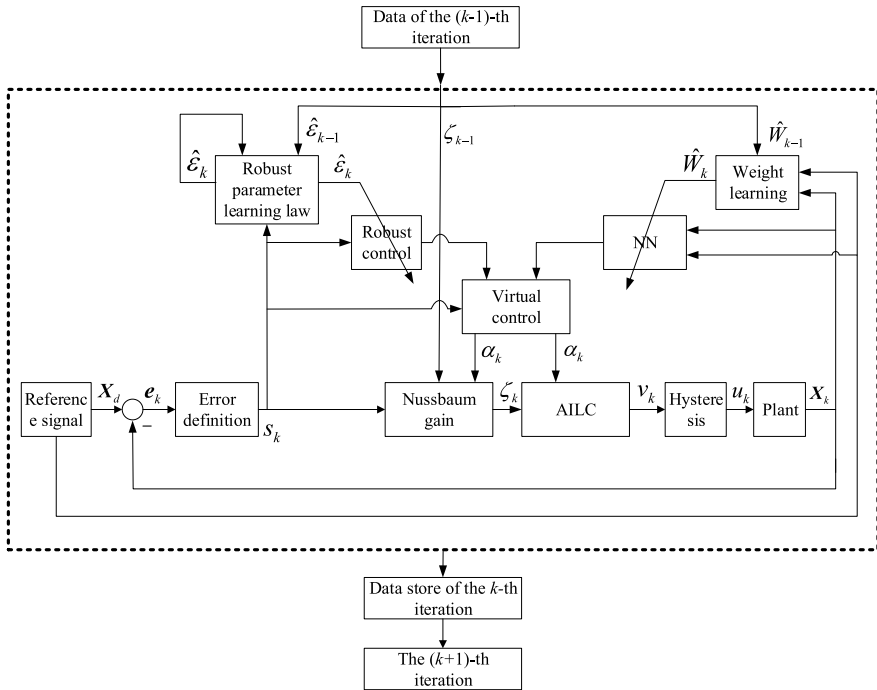 Data of the (k-1)-th
iteration
ε̂ₖ₋₁
ζₖ₋₁
Ŵₖ₋₁
ε̂ₖ
Robust
parameter
learning law
ε̂ₖ
Ŵₖ
Weight
learning
Robust
control
NN
Virtual
control
αₖ
αₖ
Referenc
e signal
X_d
eₖ
−
Error
definition
sₖ
Nussbaum
gain
ζₖ
AILC
vₖ
Hystere
sis
uₖ
Plant
Xₖ
Data store of the k-th
iteration
The (k+1)-th
iteration